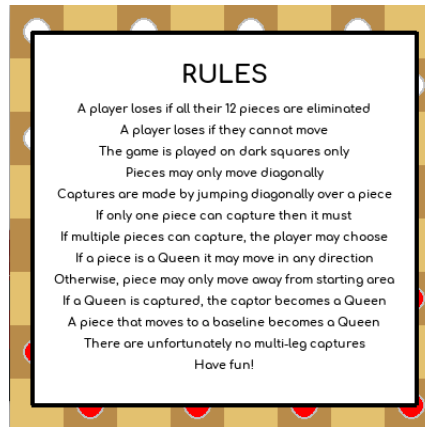 RULES
A player loses if all their 12 pieces are eliminated
A player loses if they cannot move
The game is played on dark squares only
Pieces may only move diagonally
Captures are made by jumping diagonally over a piece
If only one piece can capture then it must
If multiple pieces can capture, the player may choose
If a piece is a Queen it may move in any direction
Otherwise, piece may only move away from starting area
If a Queen is captured, the captor becomes a Queen
A piece that moves to a baseline becomes a Queen
There are unfortunately no multi-leg captures
Have fun!